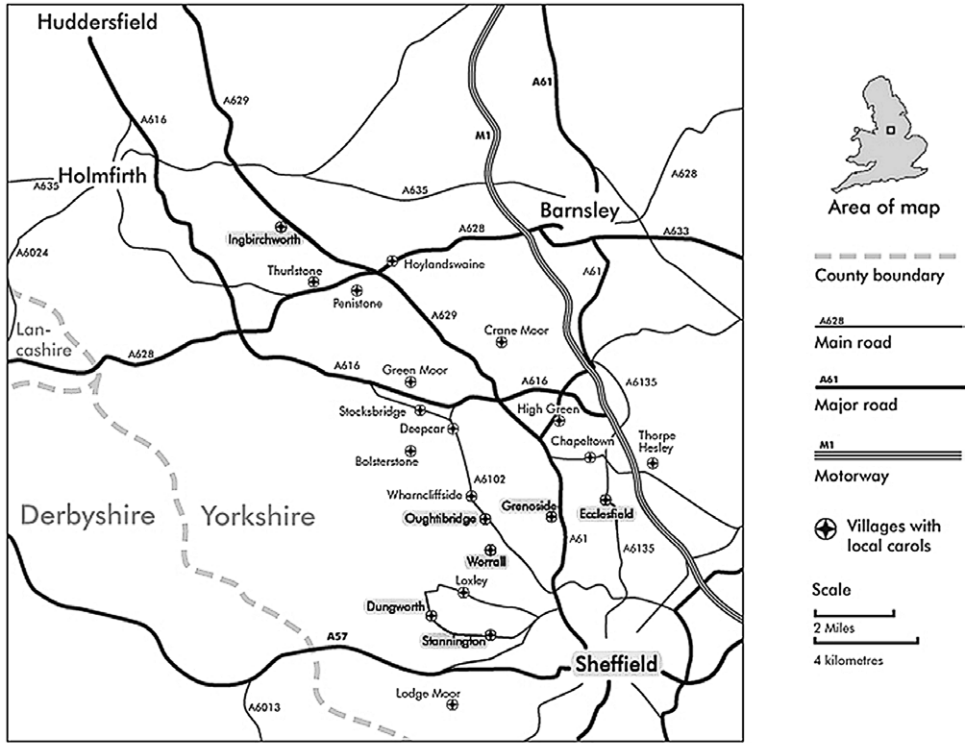 Huddersfield
A629
A616
A61
M1
Holmfirth
A635
A635
A628
Barnsley
A628
A633
Ingbirchworth
A6024
Thurlstone
Hoylandswaine
Penistone
A61
A629
Crane Moor
Lan-
cashire
A628
A616
Green Moor
A616
A6135
Stocksbridge
High Green
Deepcar
Chapeltown
Thorpe
Hesley
Bolsterstone
A6102
Wharncliffside
Grenoside
Ecclesfield
Oughtibridge
Derbyshire
Yorkshire
A61
A6135
Worrall
Loxley
Dungworth
Stannington
A57
Sheffield
Lodge Moor
A6013
Area of map
County boundary
A628
Main road
A61
Major road
M1
Motorway
Villages with
local carols
Scale
2 Miles
4 kilometres